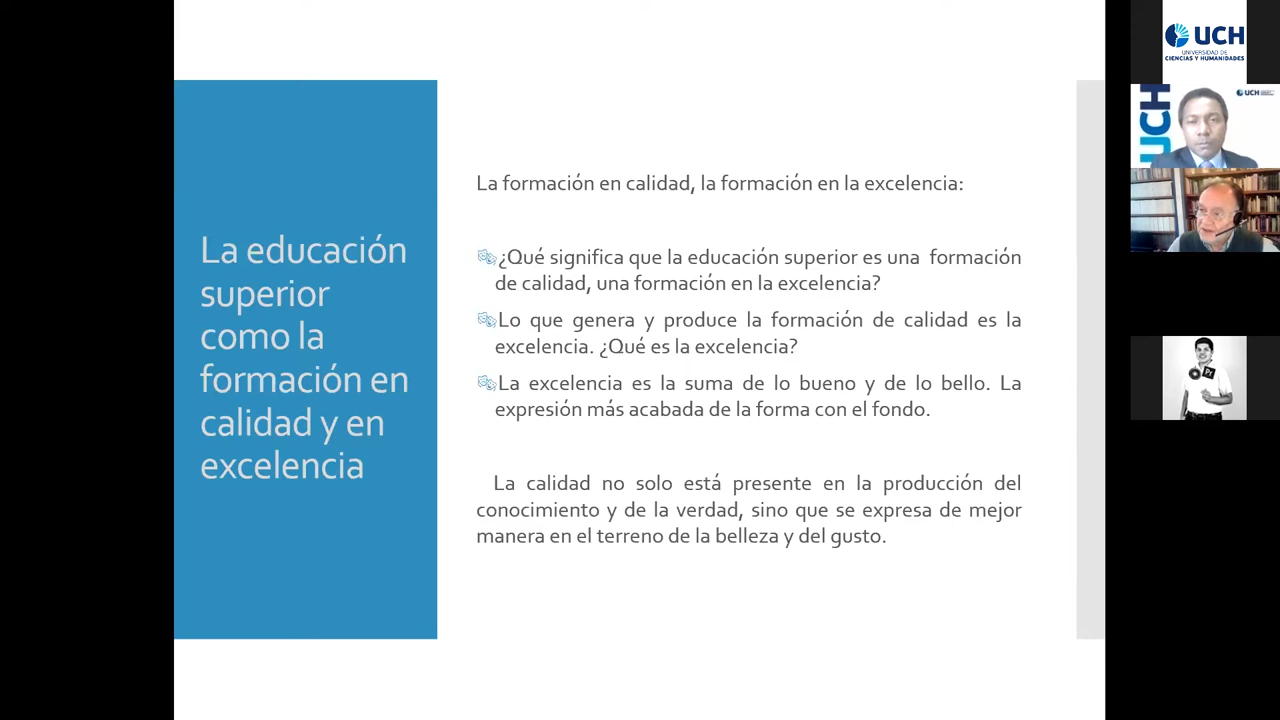 La educación
superior
como la
formación en
calidad y en
excelencia
La formación en calidad, la formación en la excelencia:
¿Qué significa que la educación superior es una formación
de calidad, una formación en la excelencia?
Lo que genera y produce la formación de calidad es la
excelencia. ¿Qué es la excelencia?
La excelencia es la suma de lo bueno y de lo bello. La
expresión más acabada de la forma con el fondo.
La calidad no solo está presente en la producción del
conocimiento y de la verdad, sino que se expresa de mejor
manera en el terreno de la belleza y del gusto.
UCH
UNIVERSIDAD DE
CIENCIAS Y HUMANIDADES
UCH
UCH
Pr